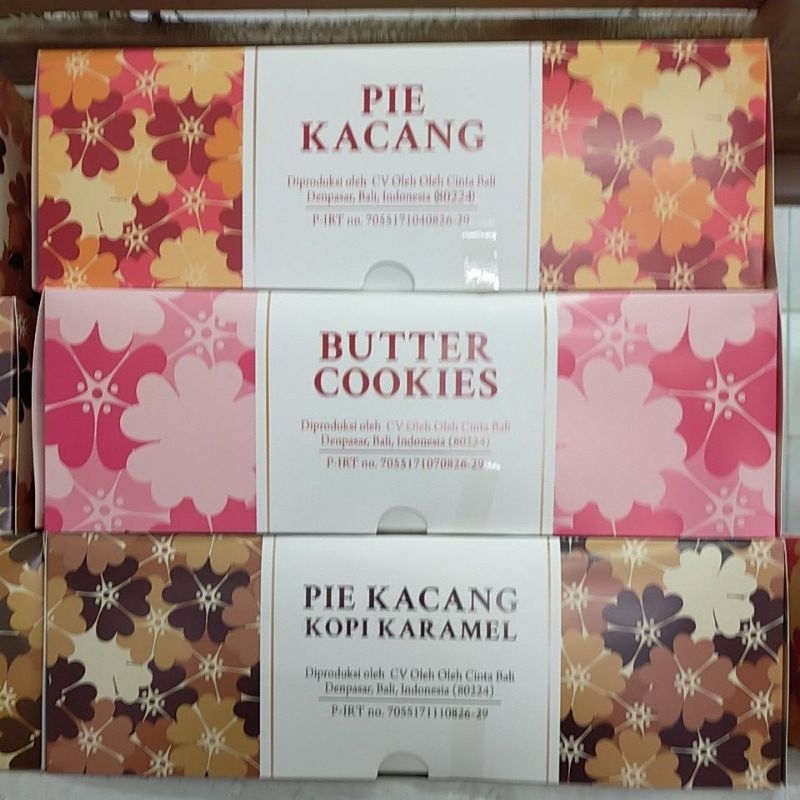 PIE
KACANG
Diproduksi oleh CV Oleh Oleh Cinta Bali
Denpasar, Bali, Indonesia (80224)
P-IRT no. 7055171040826-29
BUTTER
COOKIES
Diproduksi oleh CV Oleh Oleh Cinta Bali
Denpasar, Bali, Indonesia (80224)
P-IRT no. 7055171070826-29
PIE KACANG
KOPI KARAMEL
Diproduksi oleh CV Oleh Oleh Cinta Bali
Denpasar, Bali, Indonesia (80224)
P-IRT no. 7055171110826-29